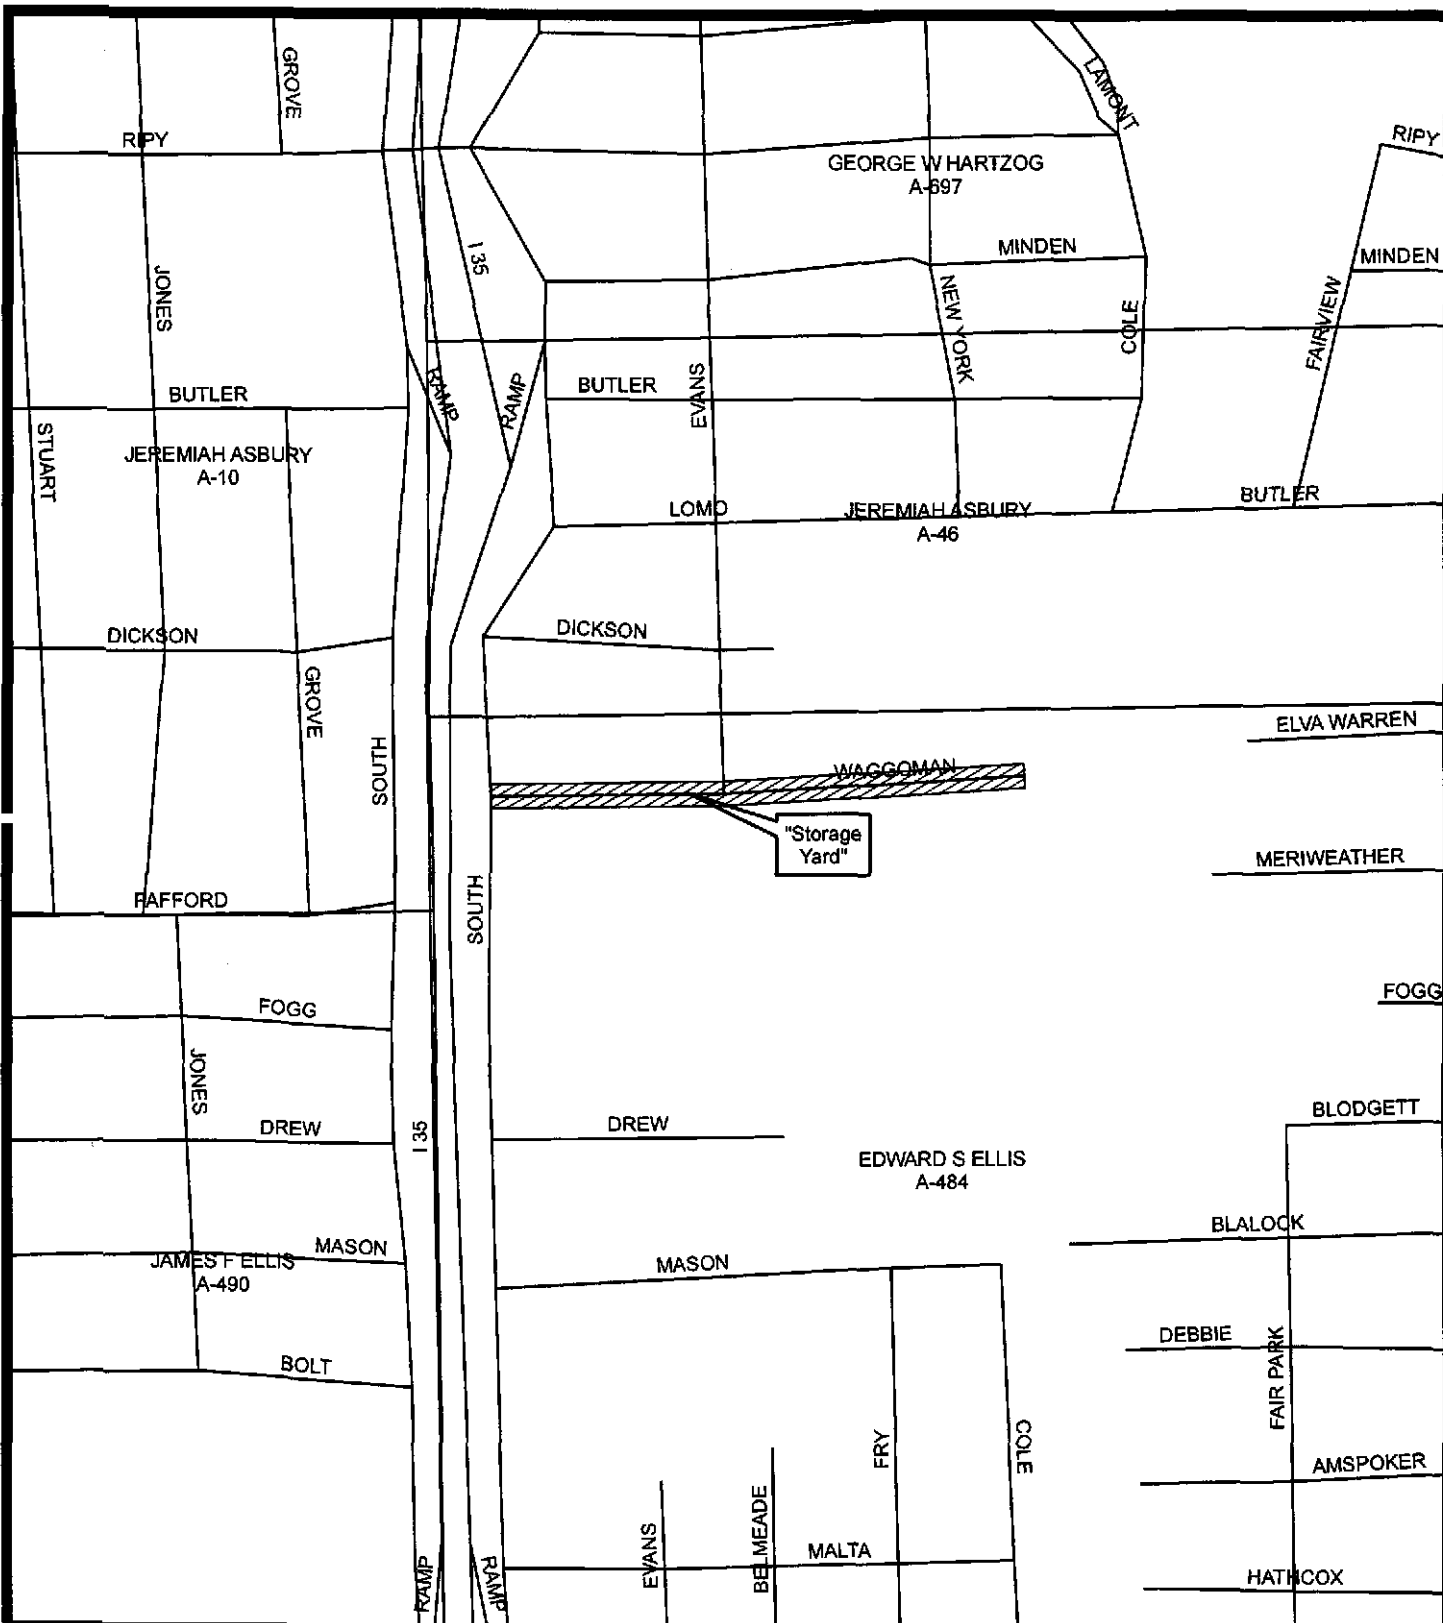 GROVE
LAMONT
RIPY
RIPY
GEORGE W HARTZOG
A-697
I 35
MINDEN
MINDEN
JONES
NEW YORK
COLE
FAIRVIEW
RAMP
RAMP
BUTLER
BUTLER
EVANS
STUART
JEREMIAH ASBURY
A-10
LOMO
JEREMIAH ASBURY
A-46
BUTLER
DICKSON
DICKSON
GROVE
SOUTH
ELVA WARREN
WAGGOMAN
"Storage
Yard"
MERIWEATHER
PAFFORD
SOUTH
FOGG
FOGG
JONES
DREW
I 35
DREW
BLODGETT
EDWARD S ELLIS
A-484
BLALOCK
MASON
JAMES F ELLIS
A-490
MASON
DEBBIE
BOLT
FAIR PARK
FRY
COLE
AMSPOKER
EVANS
BELMEADE
MALTA
RAMP
RAMP
HATHCOX